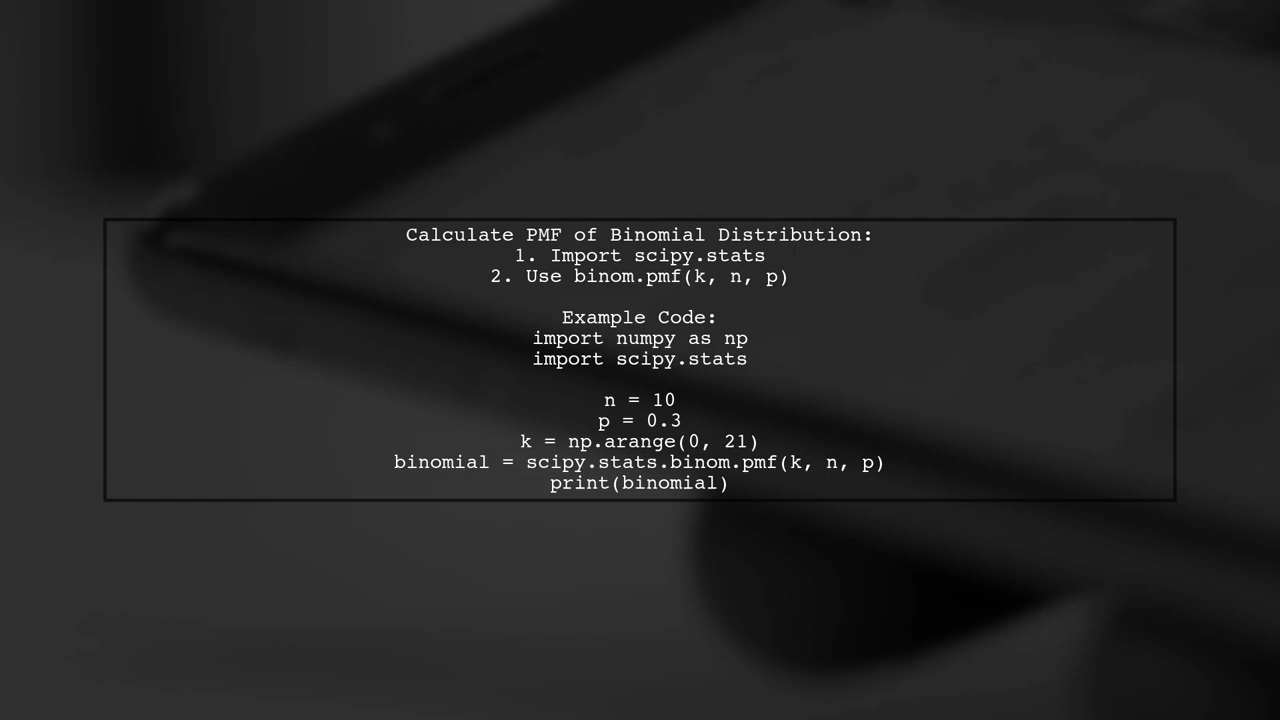 Calculate PMF of Binomial Distribution:
1. Import scipy.stats
2. Use binom.pmf(k, n, p)
Example Code:
import numpy as np
import scipy.stats
n = 10
p = 0.3
k = np.arange(0, 21)
binomial = scipy.stats.binom.pmf(k, n, p)
print(binomial)